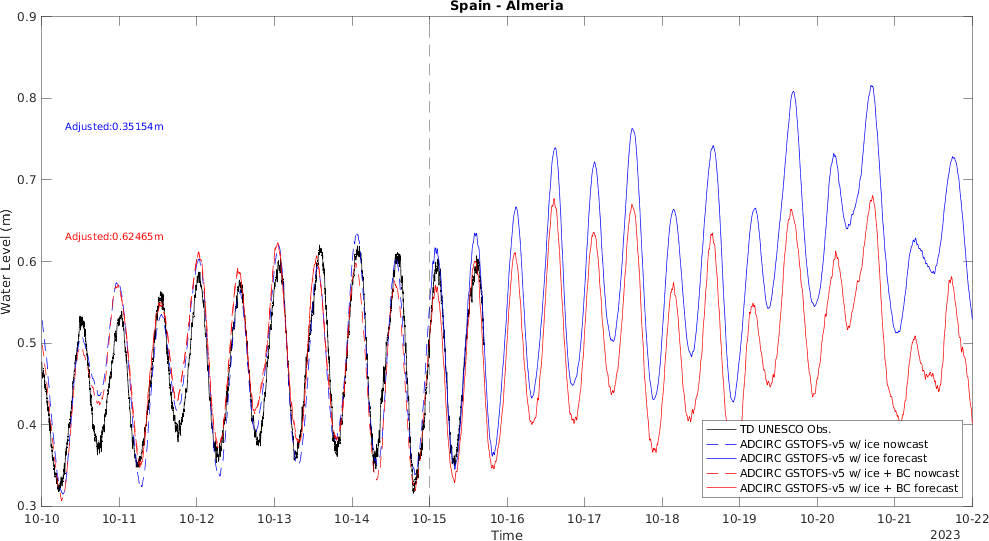 Spain - Almeria
0.9
0.8
0.7
0.6
0.5
0.4
0.3
Water Level (m)
Adjusted:0.35154m
Adjusted:0.62465m
TD UNESCO Obs.
ADCIRC GSTOFS-v5 w/ ice nowcast
ADCIRC GSTOFS-v5 w/ ice forecast
ADCIRC GSTOFS-v5 w/ ice + BC nowcast
ADCIRC GSTOFS-v5 w/ ice + BC forecast
10-10 10-11 10-12 10-13 10-14 10-15 10-16 10-17 10-18 10-19 10-20 10-21 10-22
Time
2023